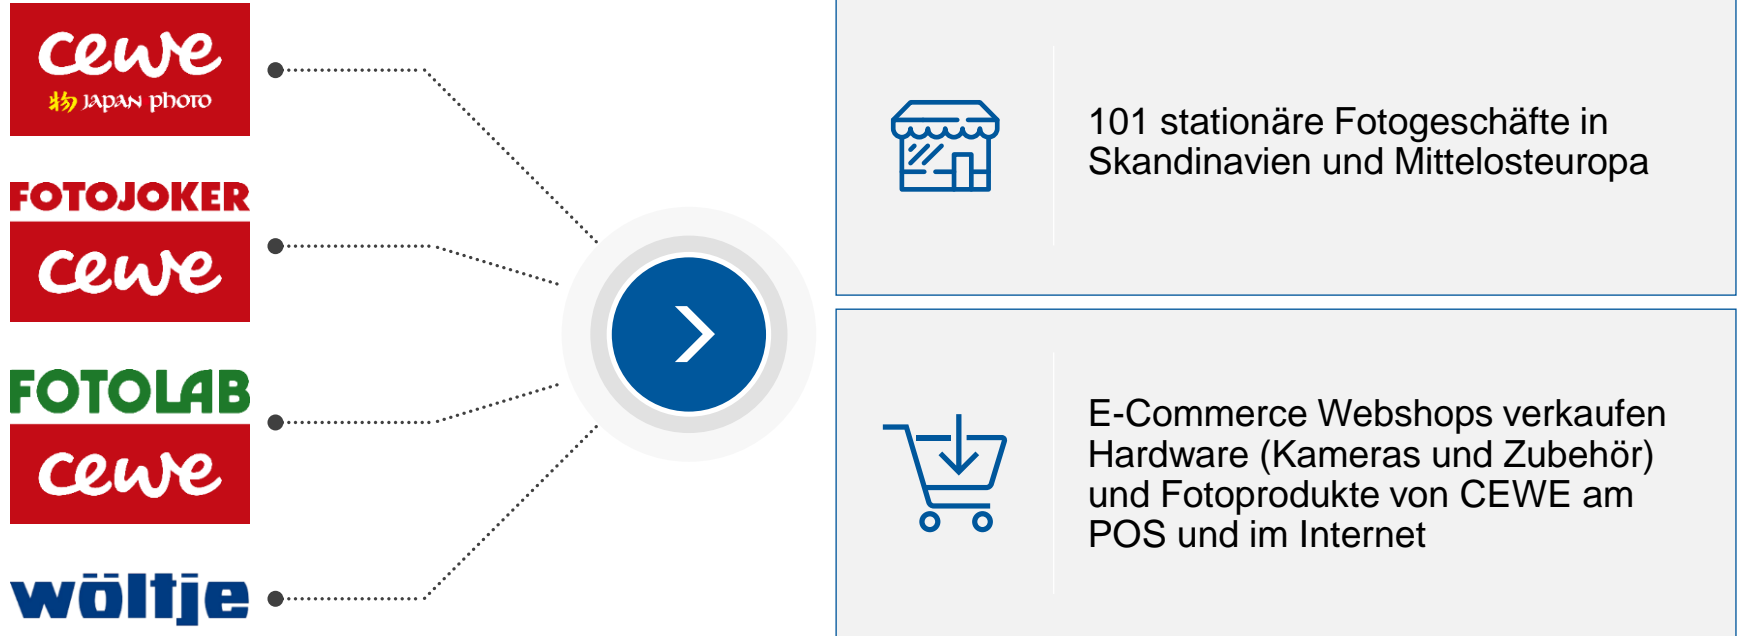 cewe
物 JAPAN PHOTO
FOTOJOKER
cewe
FOTOLAB
cewe
wöltje
101 stationäre Fotogeschäfte in
Skandinavien und Mittelosteuropa
E-Commerce Webshops verkaufen
Hardware (Kameras und Zubehör)
und Fotoprodukte von CEWE am
POS und im Internet